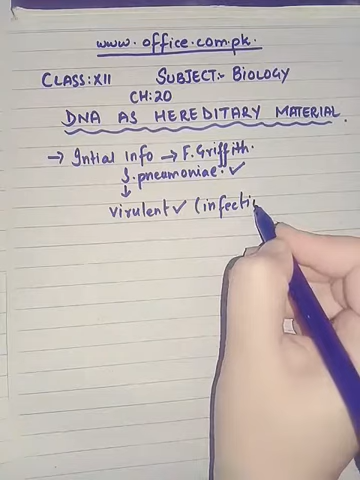 www.office.com.pk.
CLASS:XII SUBJECT:- BIOLOGY
CH:20
DNA AS HEREDITARY MATERIAL.
→ Intial Info → F.Griffith.
↓
S.pneumoniae. ✓
↓
virulent ✓ (infecti